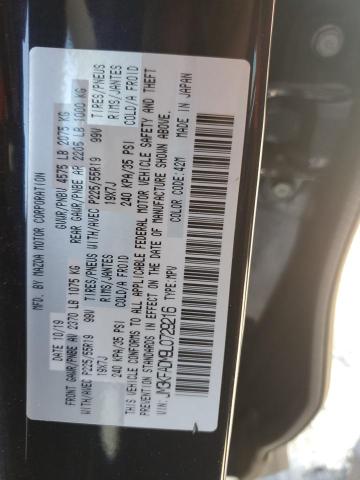 MFD. BY MAZDA MOTOR CORPORATION
10/19 GVWR/PNBV 4575 LB 2075 KG
FRONT GAWR/PNBE AV 2370 LB 1075 KG REAR GAWR/PNBE AR 2205 LB 1000 KG
WITH/AVEC P225/55R19 99V TIRES/PNEUS WITH/AVEC P225/55R19 99V TIRES/PNEUS
19X7J RIMS/JANTES 19X7J RIMS/JANTES
240 KPA/35 PSI COLD/A FROID 240 KPA/35 PSI COLD/A FROID
THIS VEHICLE CONFORMS TO ALL APPLICABLE FEDERAL MOTOR VEHICLE SAFETY AND THEFT
PREVENTION STANDARDS IN EFFECT ON THE DATE OF MANUFACTURE SHOWN ABOVE.
JM3KFADM9L0729216 TYPE:MPV COLOR CODE:42M MADE IN JAPAN